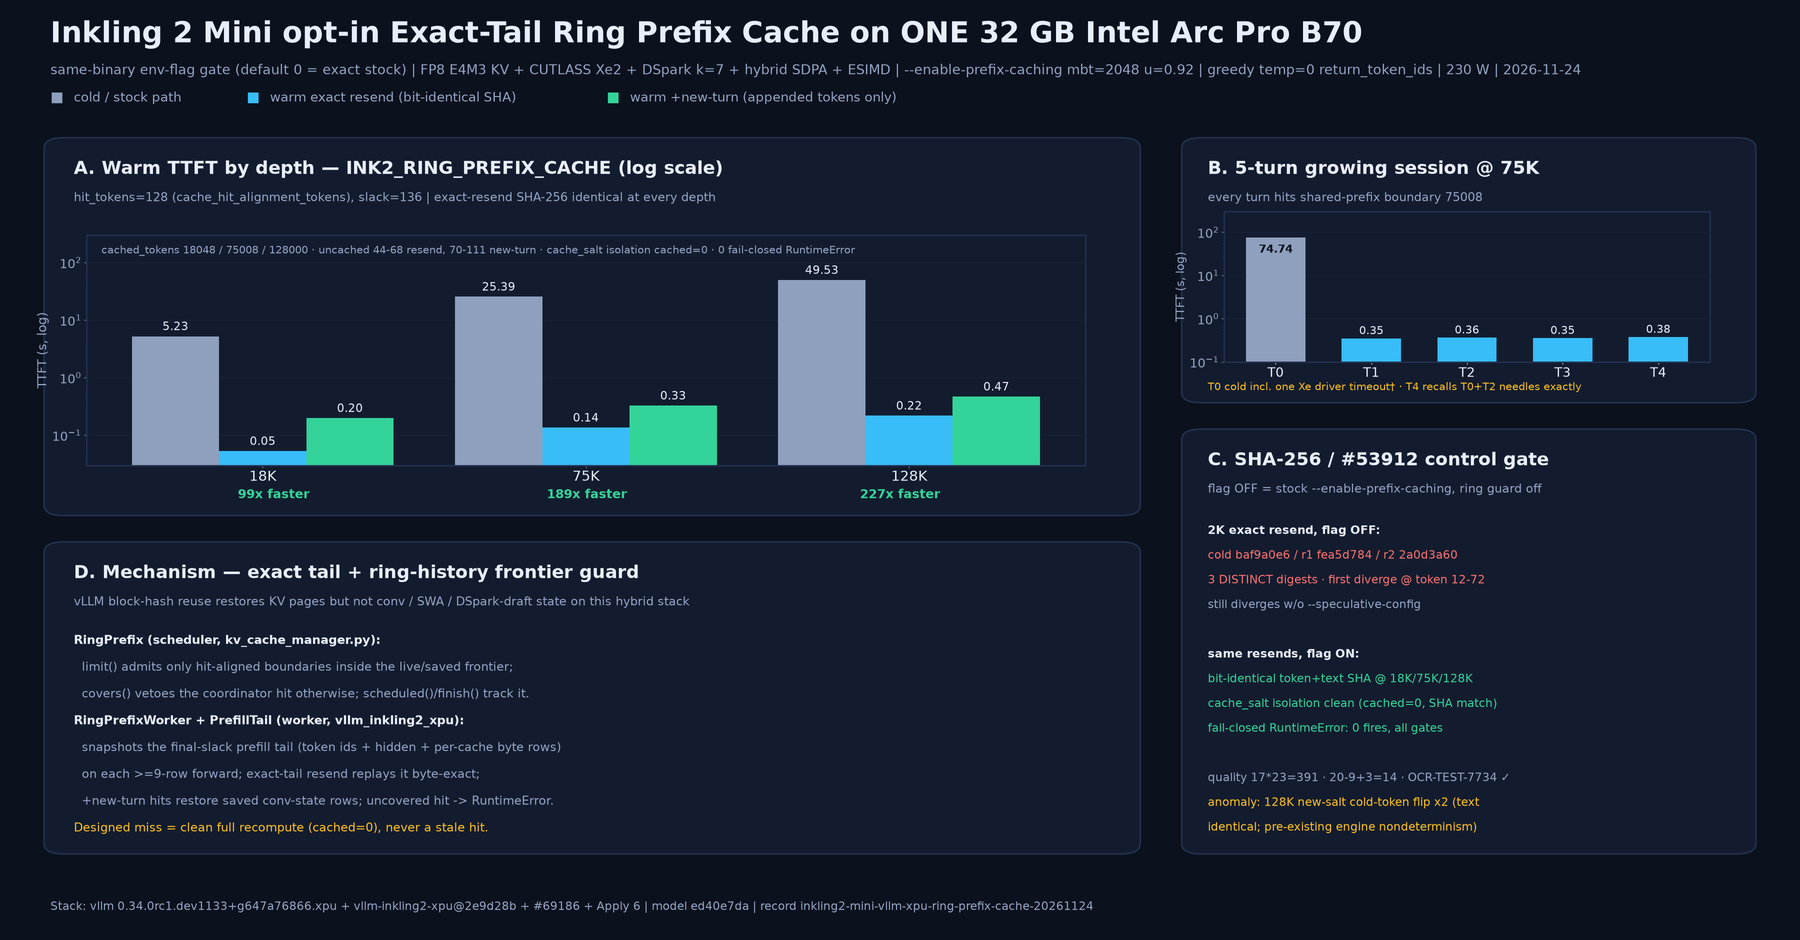 Inkling 2 Mini opt-in Exact-Tail Ring Prefix Cache on ONE 32 GB Intel Arc Pro B70
same-binary env-flag gate (default 0 = exact stock) | FP8 E4M3 KV + CUTLASS Xe2 + DSpark k=7 + hybrid SDPA + ESIMD | --enable-prefix-caching mbt=2048 u=0.92 | greedy temp=0 return_token_ids | 230 W | 2026-11-24
cold / stock path
warm exact resend (bit-identical SHA)
warm +new-turn (appended tokens only)
A. Warm TTFT by depth — INK2_RING_PREFIX_CACHE (log scale)
hit_tokens=128 (cache_hit_alignment_tokens), slack=136 | exact-resend SHA-256 identical at every depth
cached_tokens 18048 / 75008 / 128000 · uncached 44-68 resend, 70-111 new-turn · cache_salt isolation cached=0 · 0 fail-closed RuntimeError
TTFT (s, log)
10²
10¹
10⁰
10⁻¹
5.23
0.05
0.20
25.39
0.14
0.33
49.53
0.22
0.47
18K
75K
128K
99x faster
189x faster
227x faster
B. 5-turn growing session @ 75K
every turn hits shared-prefix boundary 75008
TTFT (s, log)
10²
10¹
10⁰
10⁻¹
74.74
0.35
0.36
0.35
0.38
T0
T1
T2
T3
T4
T0 cold incl. one Xe driver timeout† · T4 recalls T0+T2 needles exactly
C. SHA-256 / #53912 control gate
flag OFF = stock --enable-prefix-caching, ring guard off
2K exact resend, flag OFF:
cold baf9a0e6 / r1 fea5d784 / r2 2a0d3a60
3 DISTINCT digests · first diverge @ token 12-72
still diverges w/o --speculative-config
same resends, flag ON:
bit-identical token+text SHA @ 18K/75K/128K
cache_salt isolation clean (cached=0, SHA match)
fail-closed RuntimeError: 0 fires, all gates
quality 17*23=391 · 20-9+3=14 · OCR-TEST-7734 ✓
anomaly: 128K new-salt cold-token flip x2 (text
identical; pre-existing engine nondeterminism)
D. Mechanism — exact tail + ring-history frontier guard
vLLM block-hash reuse restores KV pages but not conv / SWA / DSpark-draft state on this hybrid stack
RingPrefix (scheduler, kv_cache_manager.py):
limit() admits only hit-aligned boundaries inside the live/saved frontier;
covers() vetoes the coordinator hit otherwise; scheduled()/finish() track it.
RingPrefixWorker + PrefillTail (worker, vllm_inkling2_xpu):
snapshots the final-slack prefill tail (token ids + hidden + per-cache byte rows)
on each >=9-row forward; exact-tail resend replays it byte-exact;
+new-turn hits restore saved conv-state rows; uncovered hit -> RuntimeError.
Designed miss = clean full recompute (cached=0), never a stale hit.
Stack: vllm 0.34.0rc1.dev1133+g647a76866.xpu + vllm-inkling2-xpu@2e9d28b + #69186 + Apply 6 | model ed40e7da | record inkling2-mini-vllm-xpu-ring-prefix-cache-20261124